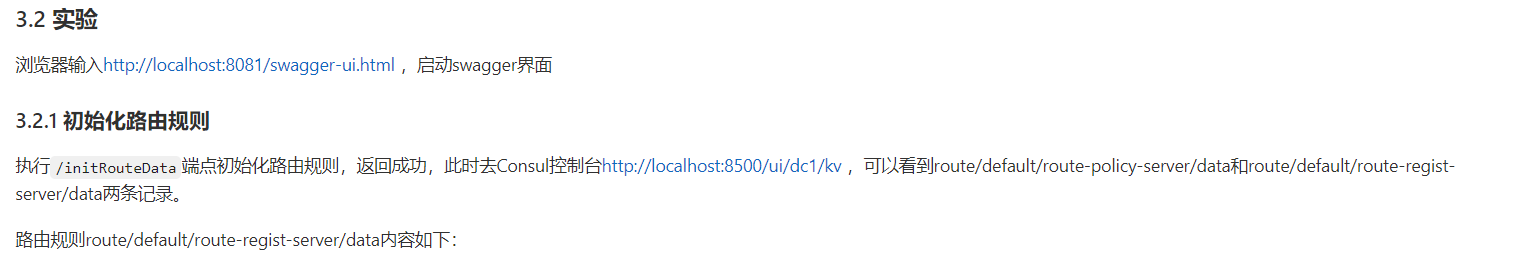 3.2 实验
浏览器输入http://localhost:8081/swagger-ui.html ，启动swagger界面
3.2.1 初始化路由规则
执行 /initRouteData 端点初始化路由规则，返回成功，此时去Consul控制台http://localhost:8500/ui/dc1/kv ，可以看到route/default/route-policy-server/data和route/default/route-regist-
server/data两条记录。
路由规则route/default/route-regist-server/data内容如下：